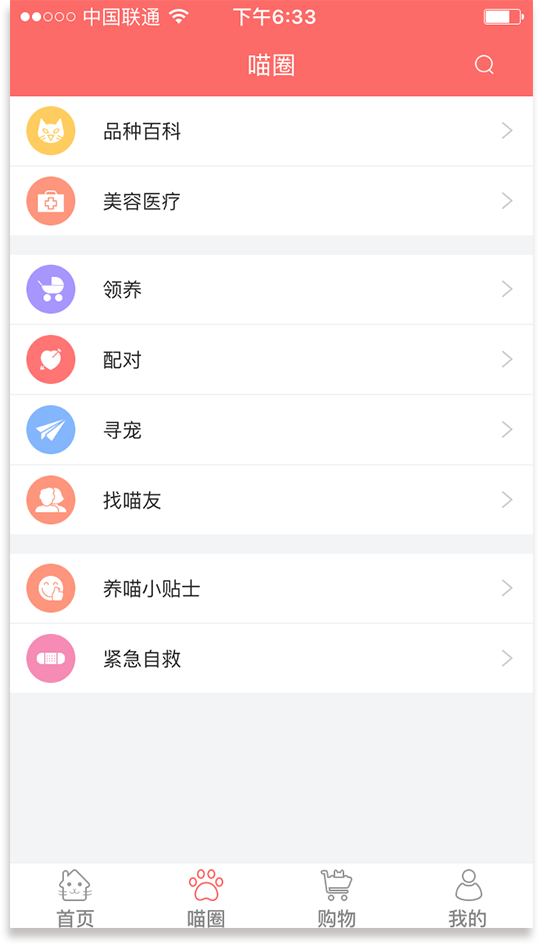 中国联通 下午6:33
喵圈
品种百科
美容医疗
领养
配对
寻宠
找喵友
养喵小贴士
紧急自救
首页 喵圈 购物 我的